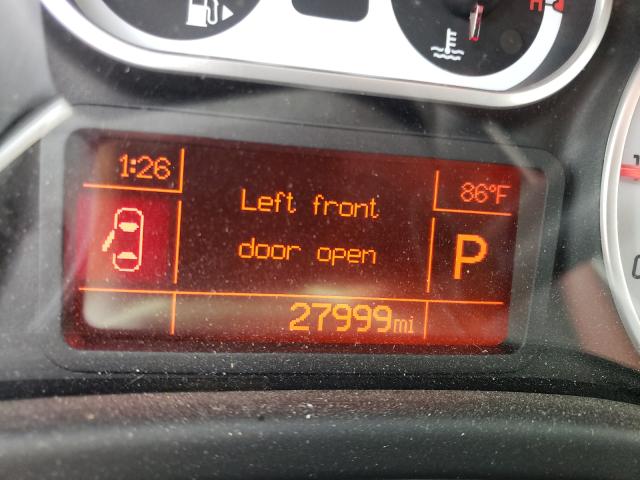 H
1:26
86°F
Left front
door open
P
27999mi